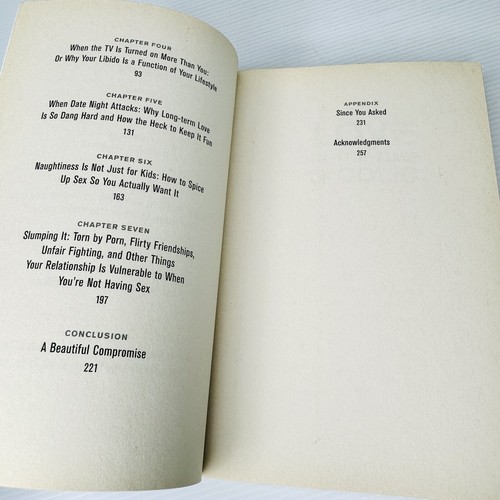 CHAPTER FOUR
When the TV Is Turned on More Than You:
Or Why Your Libido Is a Function of Your Lifestyle
93
CHAPTER FIVE
When Date Night Attacks: Why Long-term Love
Is So Dang Hard and How the Heck to Keep It Fun
131
CHAPTER SIX
Naughtiness Is Not Just for Kids: How to Spice
Up Sex So You Actually Want It
163
CHAPTER SEVEN
Slumping It: Torn by Porn, Flirty Friendships,
Unfair Fighting, and Other Things
Your Relationship Is Vulnerable to When
You're Not Having Sex
197
CONCLUSION
A Beautiful Compromise
221
APPENDIX
Since You Asked
231
Acknowledgments
257